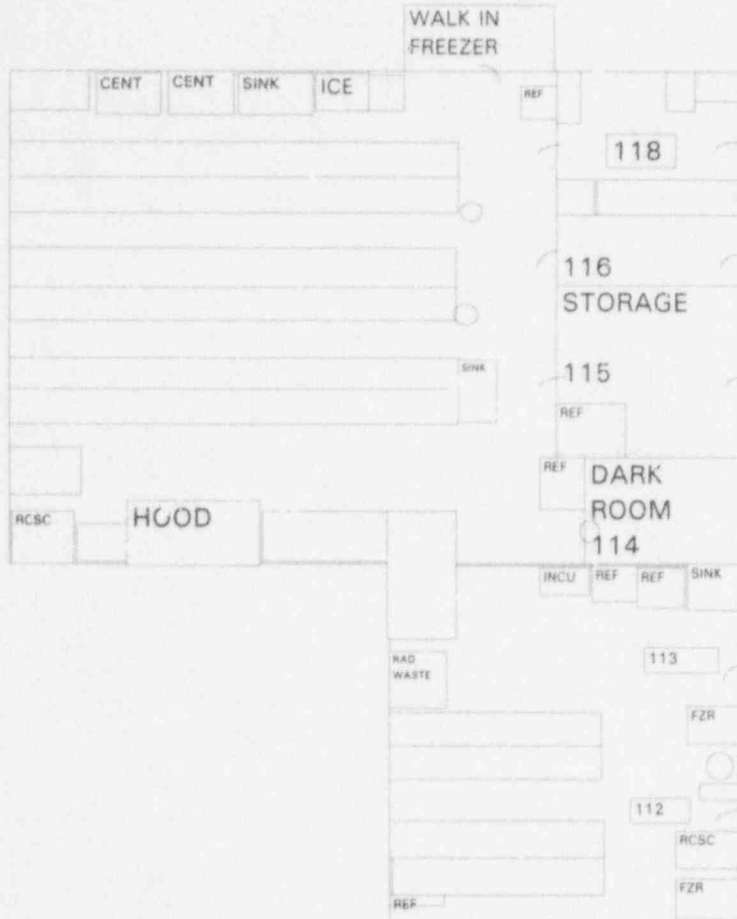 WALK IN
FREEZER
CENT
CENT
SINK
ICE
REF
118
116
STORAGE
SINK
115
REF
REF
DARK
ROOM
114
RCSC
HOOD
INCU
REF
REF
SINK
RAD
WASTE
113
FZR
112
RCSC
FZR
REF